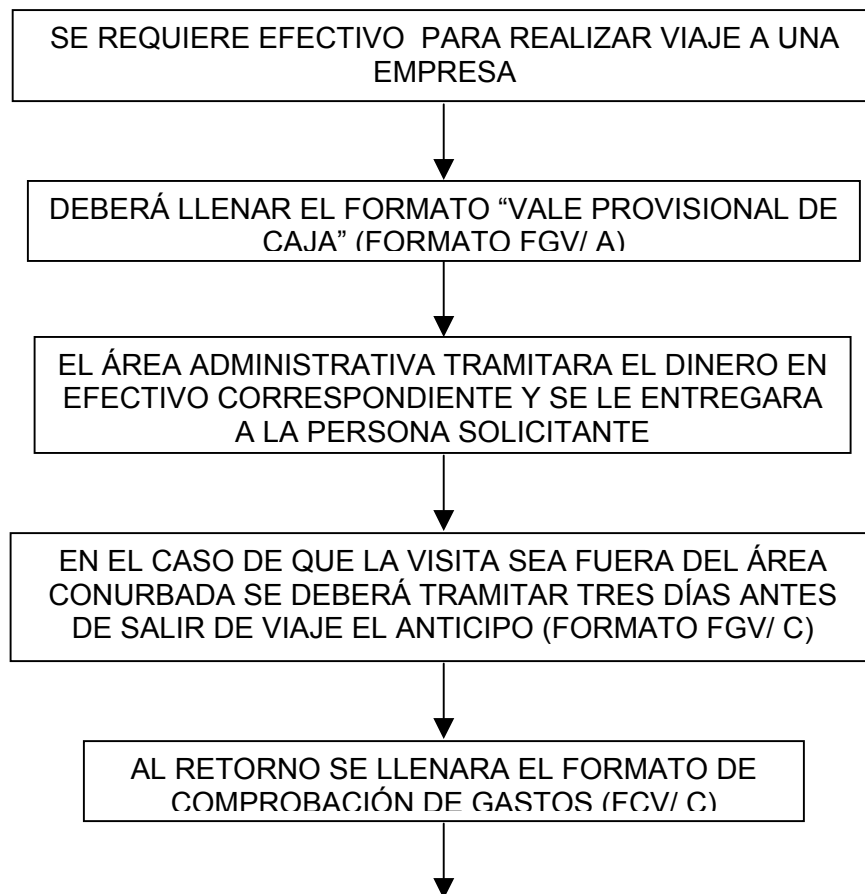 SE REQUIERE EFECTIVO PARA REALIZAR VIAJE A UNA
EMPRESA
DEBERÁ LLENAR EL FORMATO “VALE PROVISIONAL DE
CAJA” (FORMATO FGV/ A)
EL ÁREA ADMINISTRATIVA TRAMITARA EL DINERO EN
EFECTIVO CORRESPONDIENTE Y SE LE ENTREGARA
A LA PERSONA SOLICITANTE
EN EL CASO DE QUE LA VISITA SEA FUERA DEL ÁREA
CONURBADA SE DEBERÁ TRAMITAR TRES DÍAS ANTES
DE SALIR DE VIAJE EL ANTICIPO (FORMATO FGV/ C)
AL RETORNO SE LLENARA EL FORMATO DE
COMPROBACIÓN DE GASTOS (FCV/ C)